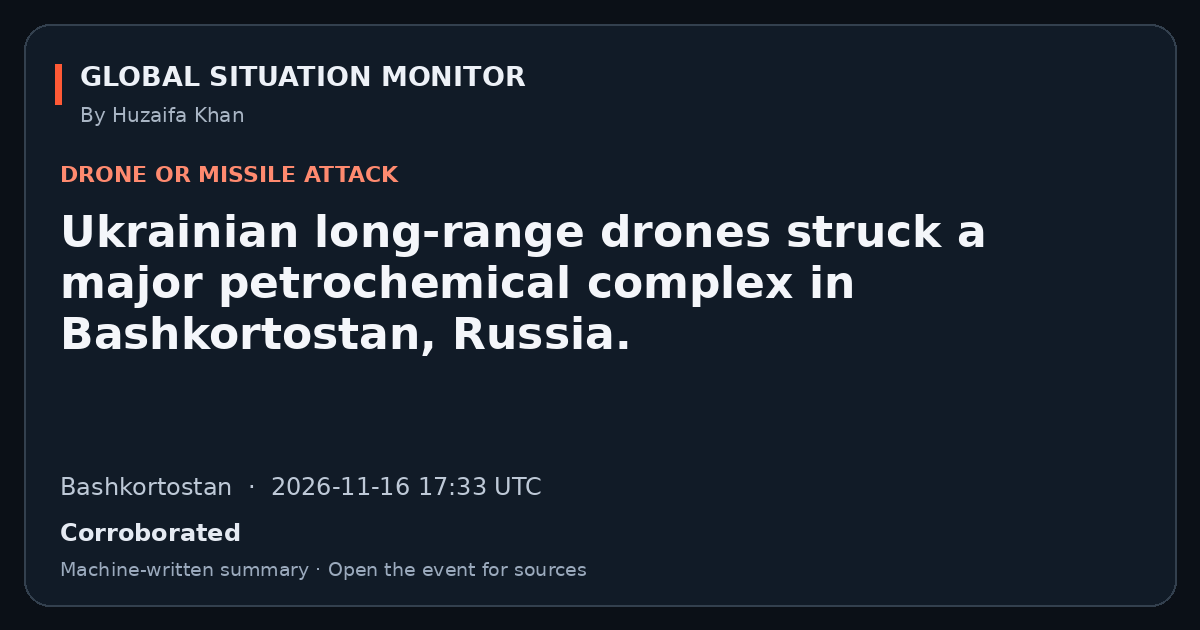 GLOBAL SITUATION MONITOR
By Huzaifa Khan
DRONE OR MISSILE ATTACK
Ukrainian long-range drones struck a
major petrochemical complex in
Bashkortostan, Russia.
Bashkortostan · 2026-11-16 17:33 UTC
Corroborated
Machine-written summary · Open the event for sources